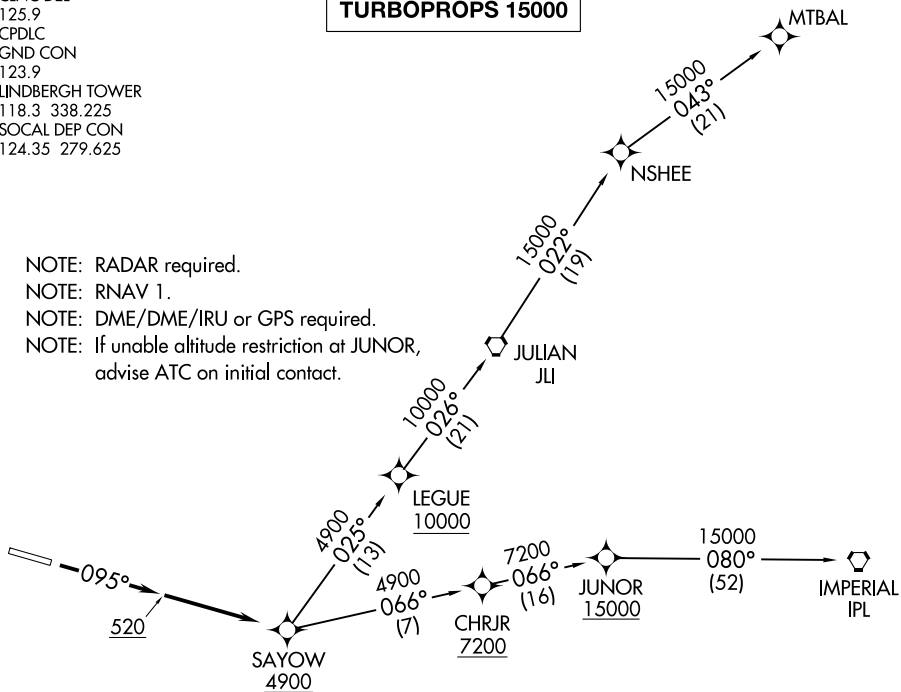 125.9
CPDLC
GND CON
123.9
LINDBERGH TOWER
118.3 338.225
SOCAL DEP CON
124.35 279.625
TURBOPROPS 15000
MTBAL
15000
043°
(21)
NSHEE
15000
022°
(19)
NOTE: RADAR required.
NOTE: RNAV 1.
NOTE: DME/DME/IRU or GPS required.
NOTE: If unable altitude restriction at JUNOR,
advise ATC on initial contact.
JULIAN
JLI
10000
026°
(21)
LEGUE
10000
4900
025°
(13)
095°
520
SAYOW
4900
4900
066°
(7)
CHRJR
7200
7200
066°
(16)
JUNOR
15000
15000
080°
(52)
IMPERIAL
IPL